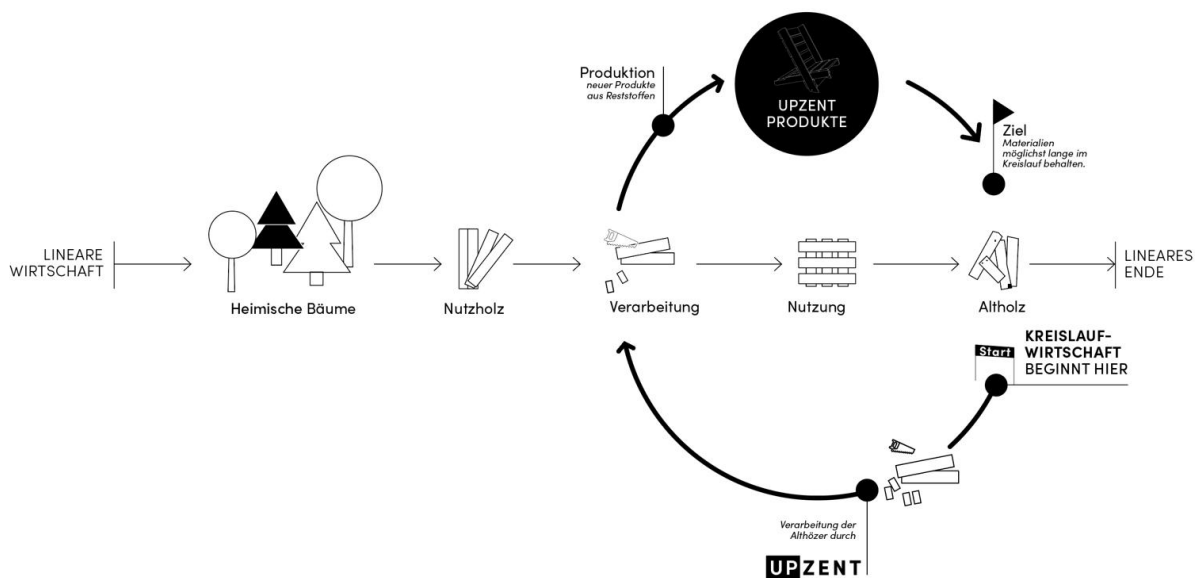 Produktion
neuer Produkte
aus Reststoffen
UPZENT
PRODUKTE
Ziel
Materialien
möglichst lange im
Kreislauf behalten.
LINEARE
WIRTSCHAFT
Heimische Bäume
Nutzholz
Verarbeitung
Nutzung
Altholz
LINEARES
ENDE
Start
KREISLAUF-
WIRTSCHAFT
BEGINNT HIER
Verarbeitung der
Althözer durch
UPZENT